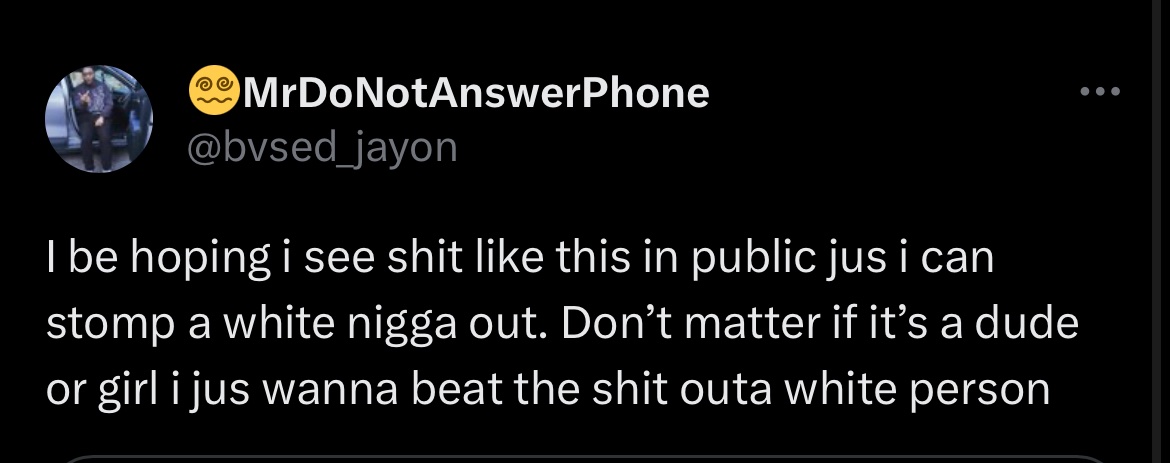 😵‍💫MrDoNotAnswerPhone
@bvsed_jayon
I be hoping i see shit like this in public jus i can
stomp a white nigga out. Don’t matter if it’s a dude
or girl i jus wanna beat the shit outa white person